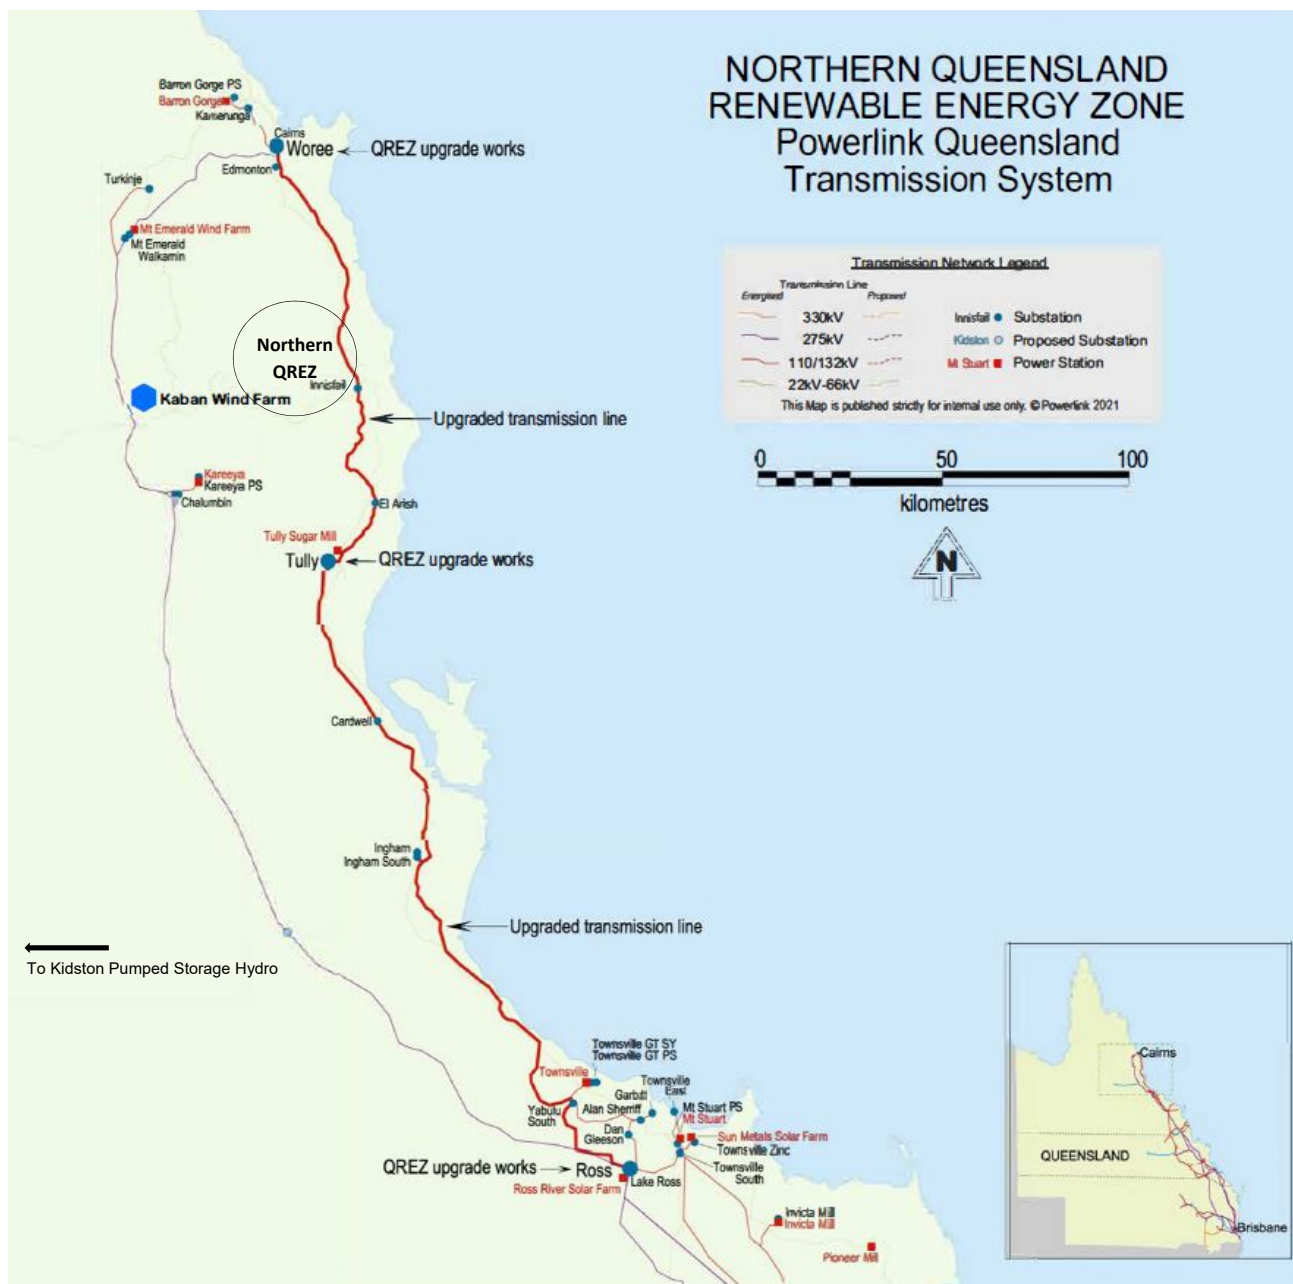 NORTHERN QUEENSLAND
RENEWABLE ENERGY ZONE
Powerlink Queensland
Transmission System
Transmission Network Legend
Transmission Line
Energised
Proposed
330kV
275kV
110/132kV
22kV-66kV
Innisfail
Substation
Kidston
Proposed Substation
Mt Stuart
Power Station
This Map is published strictly for internal use only. © Powerlink 2021
0
50
100
kilometres
N
Barron Gorge PS
Barron Gorge
Kamerunga
Cairns
Woree
QREZ upgrade works
Edmonton
Turkinje
Mt Emerald Wind Farm
Mt Emerald
Walkamin
Northern
QREZ
Innisfail
Kaban Wind Farm
Upgraded transmission line
Kareeya
Kareeya PS
Chalumbin
El Arish
Tully Sugar Mill
Tully
QREZ upgrade works
Cardwell
Ingham
Ingham South
Upgraded transmission line
To Kidston Pumped Storage Hydro
Townsville GT SY
Townsville GT PS
Townsville
Townsville
East
Garbutt
Yabulu
South
Alan Sherriff
Mt Stuart PS
Mt Stuart
Dan
Gleeson
Sun Metals Solar Farm
Townsville Zinc
QREZ upgrade works
Ross
Lake Ross
Townsville
South
Ross River Solar Farm
Invicta Mill
Invicta Mill
Pioneer Mill
Cairns
QUEENSLAND
Brisbane